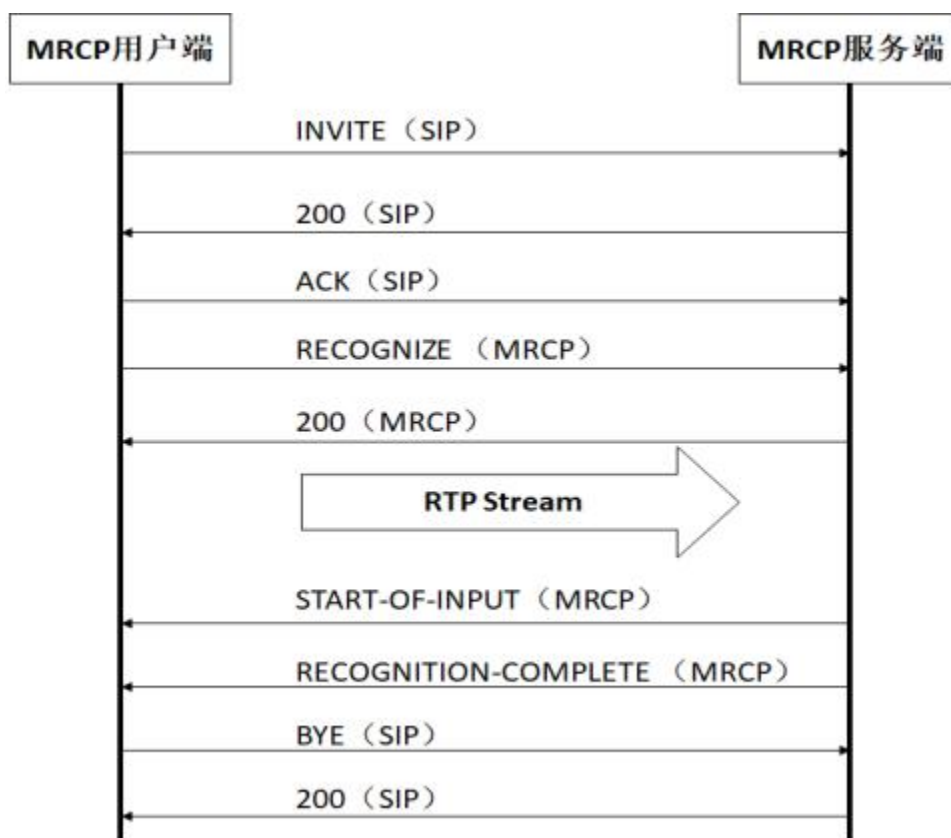 MRCP用户端
MRCP服务端
INVITE（SIP）
200（SIP）
ACK（SIP）
RECOGNIZE （MRCP）
200（MRCP）
RTP Stream
START-OF-INPUT（MRCP）
RECOGNITION-COMPLETE （MRCP）
BYE（SIP）
200（SIP）